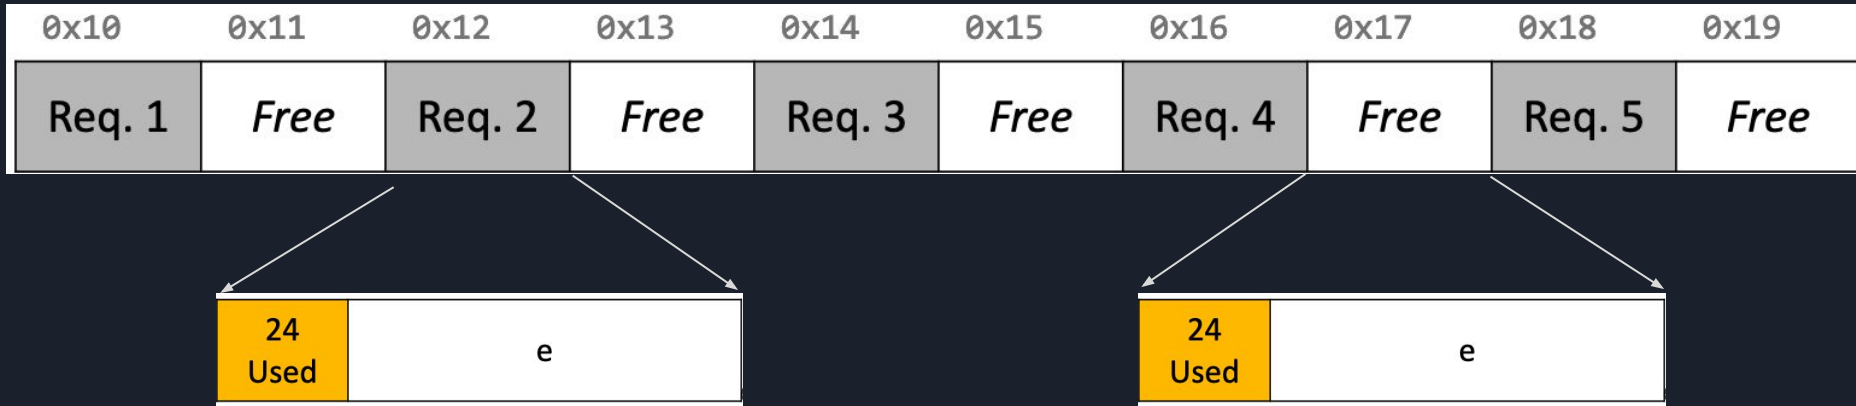 0x10 0x11 0x12 0x13 0x14 0x15 0x16 0x17 0x18 0x19
Req. 1 Free Req. 2 Free Req. 3 Free Req. 4 Free Req. 5 Free
24
Used
e
24
Used
e